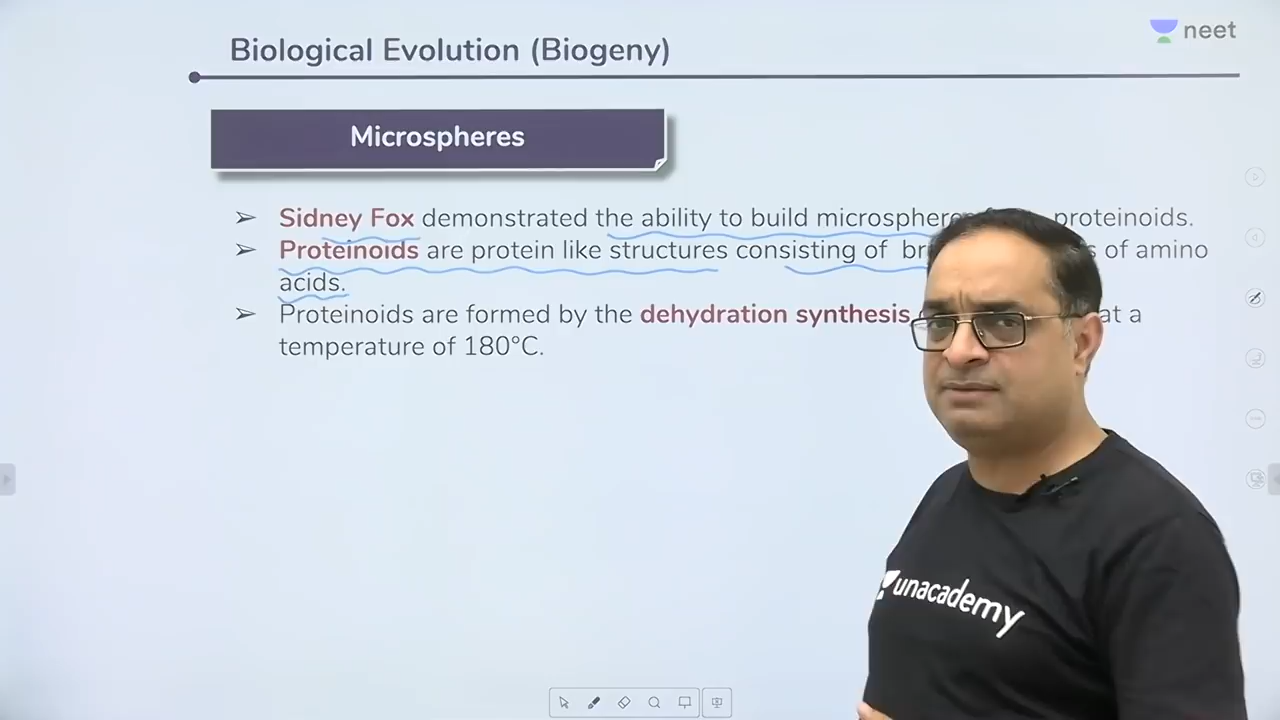 Biological Evolution (Biogeny)
neet
Microspheres
➢ Sidney Fox demonstrated the ability to build microsphere proteinoids.
➢ Proteinoids are protein like structures consisting of of amino
acids.
➢ Proteinoids are formed by the dehydration synthesis at a
temperature of 180°C.
unacademy